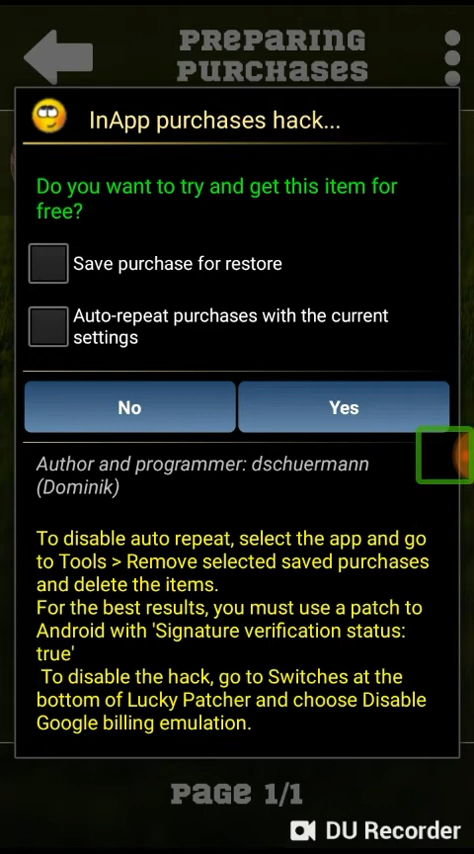 PREPARING
PURCHASES
InApp purchases hack...
Do you want to try and get this item for
free?
Save purchase for restore
Auto-repeat purchases with the current
settings
No
Yes
Author and programmer: dschuermann
(Dominik)
To disable auto repeat, select the app and go
to Tools > Remove selected saved purchases
and delete the items.
For the best results, you must use a patch to
Android with 'Signature verification status:
true'
To disable the hack, go to Switches at the
bottom of Lucky Patcher and choose Disable
Google billing emulation.
Page 1/1
DU Recorder